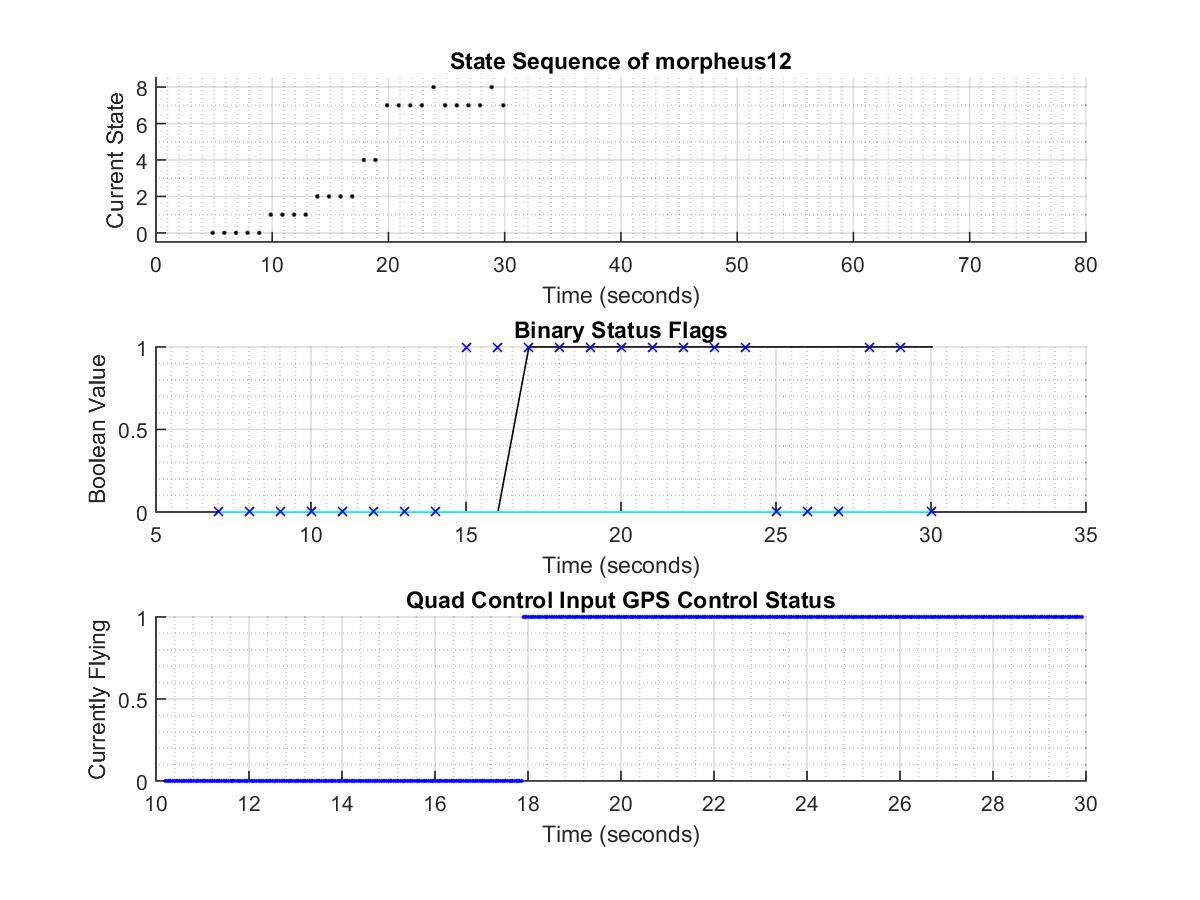 State Sequence of morpheus12
Current State
8
6
4
2
0
0 10 20 30 40 50 60 70 80
Time (seconds)
Binary Status Flags
Boolean Value
1
0.5
0
5 10 15 20 25 30 35
Time (seconds)
Quad Control Input GPS Control Status
Currently Flying
1
0.5
0
10 12 14 16 18 20 22 24 26 28 30
Time (seconds)